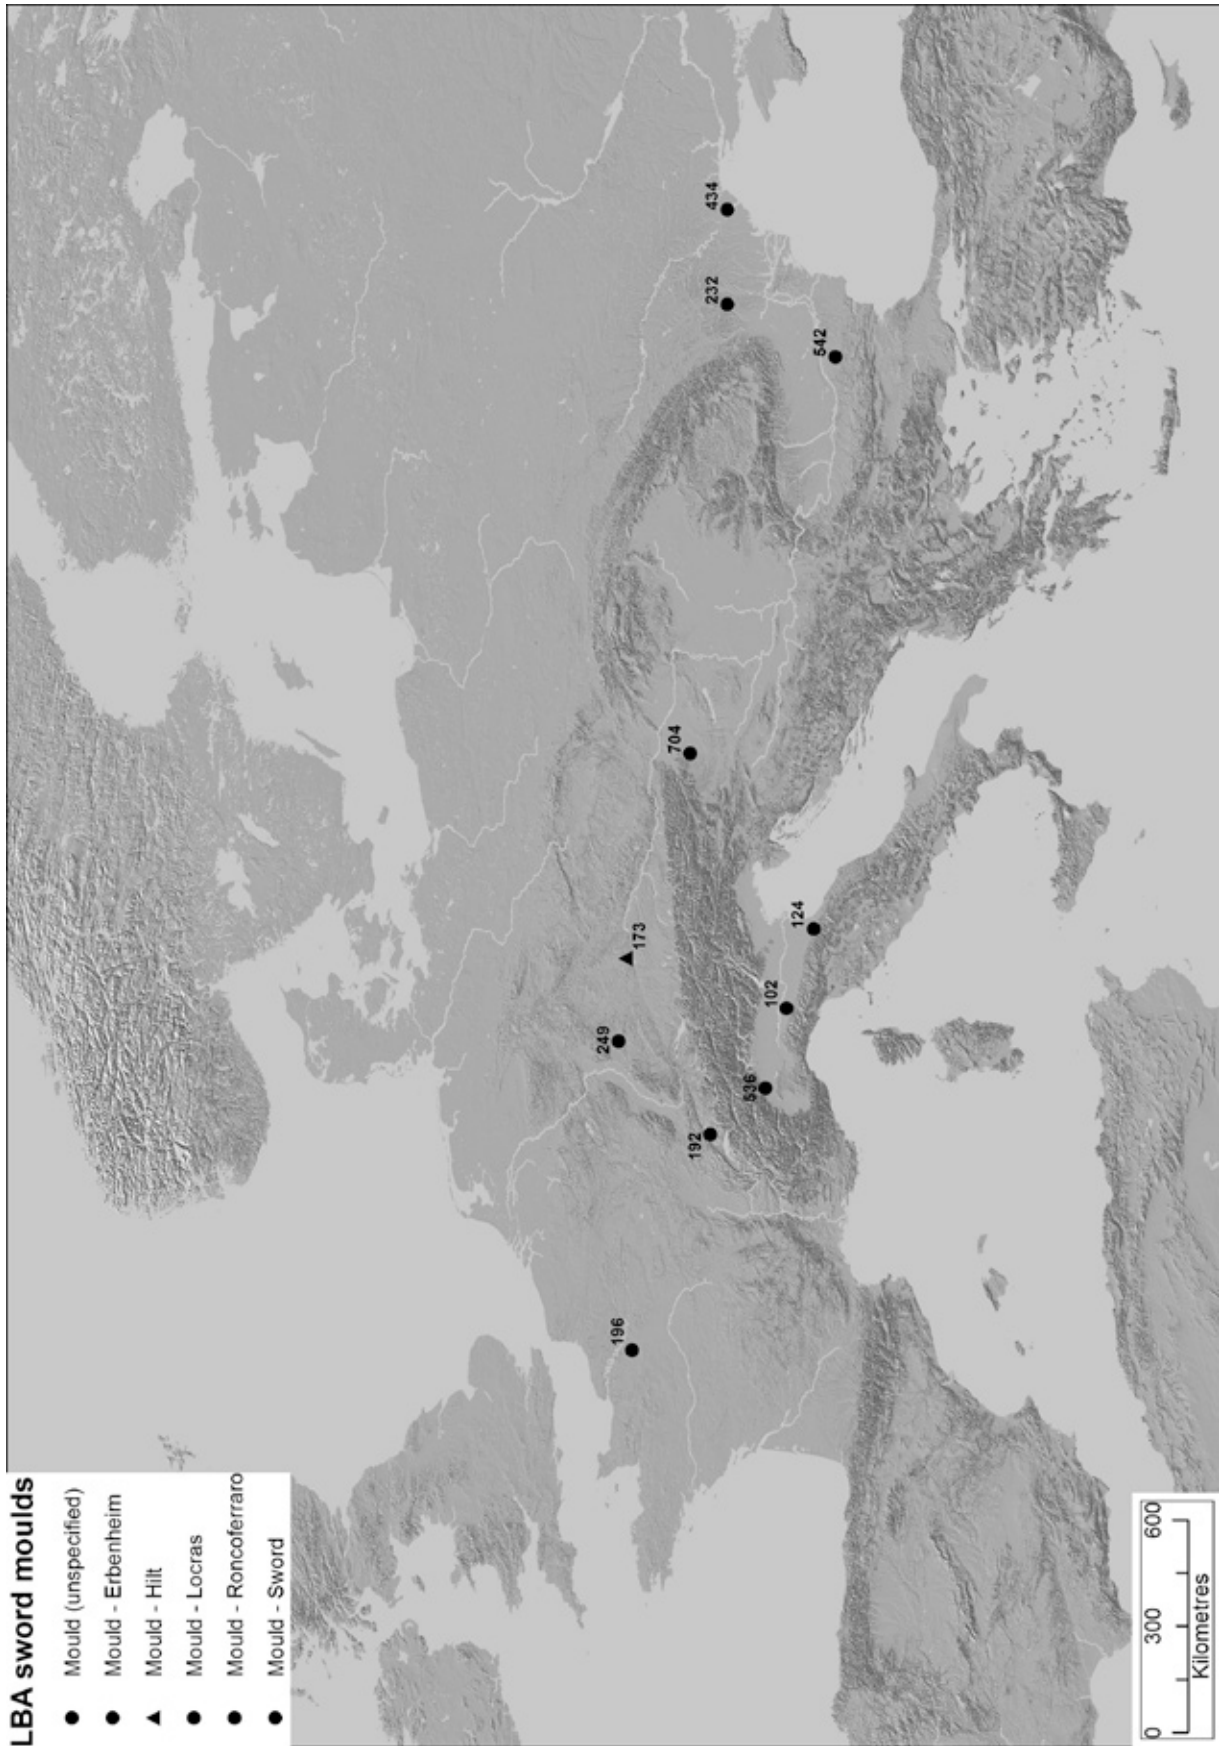 LBA sword moulds
Mould (unspecified)
Mould - Erbenheim
Mould - Hilt
Mould - Locras
Mould - Roncoferraro
Mould - Sword
196
192
249
173
536
102
124
704
542
232
434
0 300 600
Kilometres